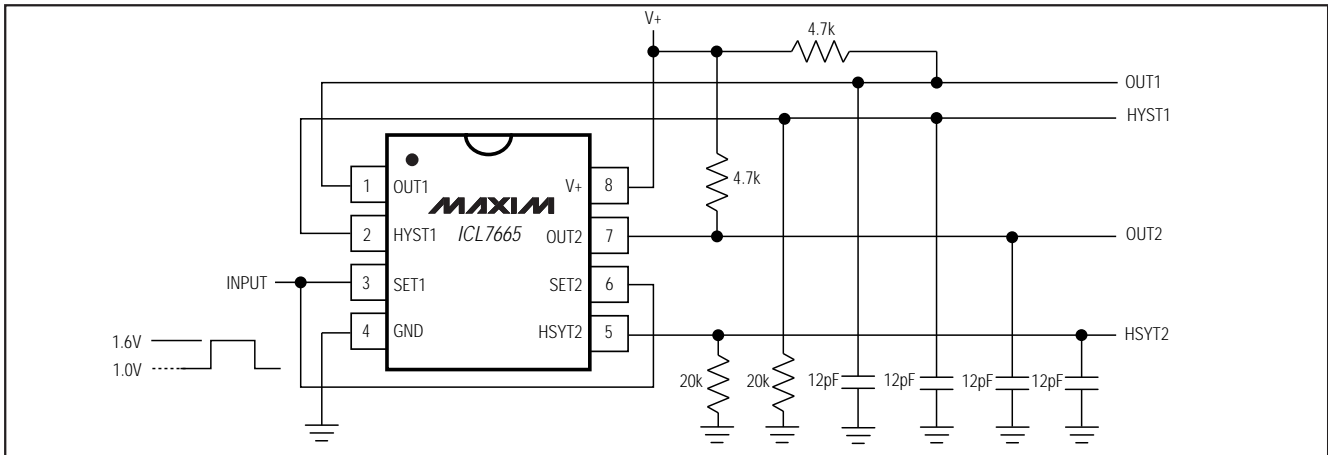 V+
4.7k
OUT1
HYST1
4.7k
1 OUT1 V+ 8
MAXIM
2 HYST1 ICL7665 OUT2 7
OUT2
INPUT
3 SET1 SET2 6
4 GND HSYT2 5
HSYT2
1.6V
1.0V
20k 20k 12pF 12pF 12pF 12pF